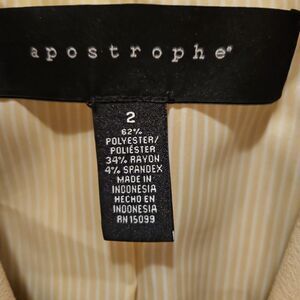 apostrophe®
2
62%
POLYESTER/
POLIÉSTER
34% RAYON
4% SPANDEX
MADE IN
INDONESIA
HECHO EN
INDONESIA
RN 15099